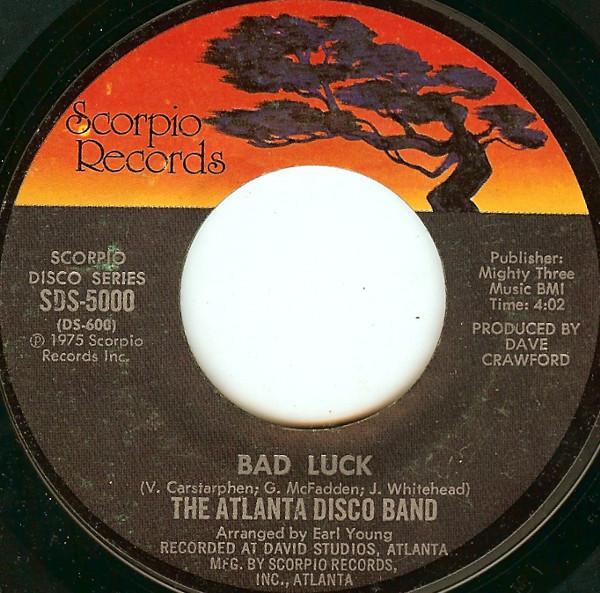 Scorpio
Records
SCORPIO
DISCO SERIES
SDS-5000
(DS-600)
℗ 1975 Scorpio
Records Inc.
Publisher:
Mighty Three
Music BMI
Time: 4:02
PRODUCED BY
DAVE
CRAWFORD
BAD LUCK
(V. Carstarphen; G. McFadden; J. Whitehead)
THE ATLANTA DISCO BAND
Arranged by Earl Young
RECORDED AT DAVID STUDIOS, ATLANTA
MFG. BY SCORPIO RECORDS,
INC., ATLANTA